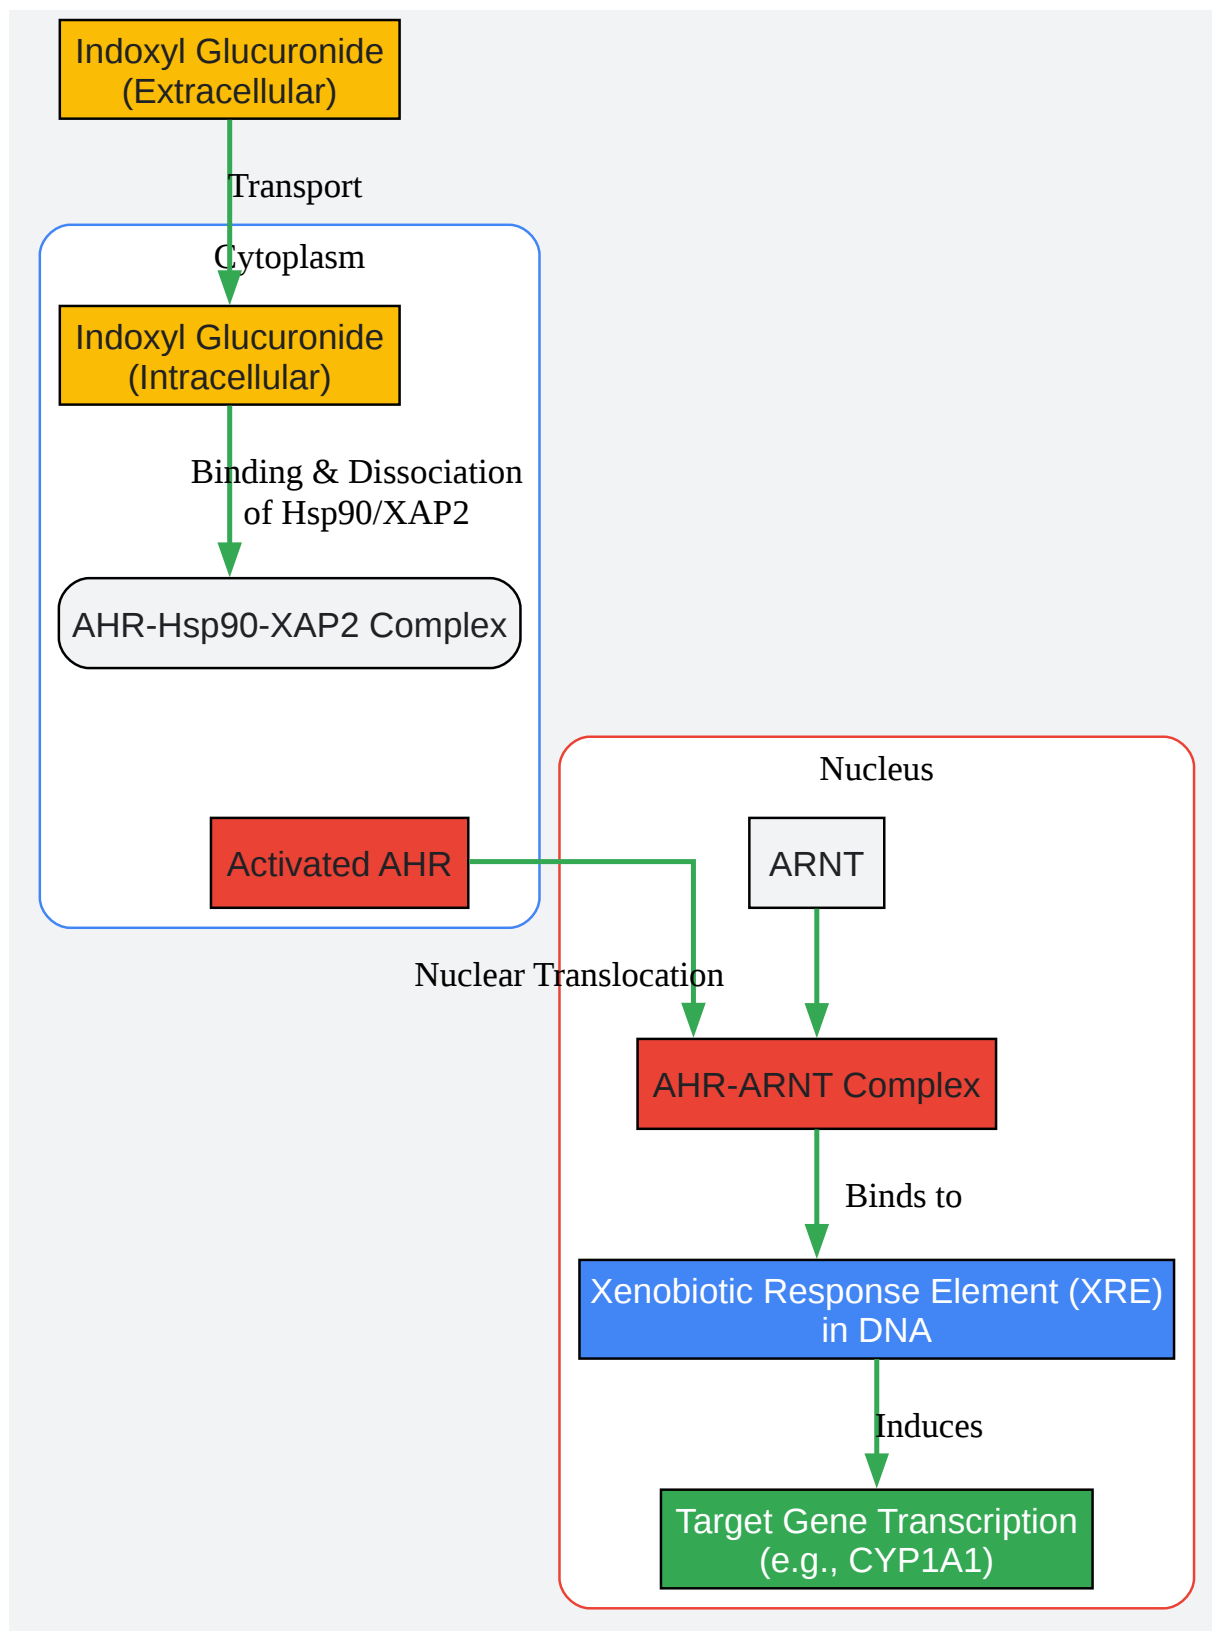 Indoxyl Glucuronide
(Extracellular)
Transport
Cytoplasm
Indoxyl Glucuronide
(Intracellular)
Binding & Dissociation
of Hsp90/XAP2
AHR-Hsp90-XAP2 Complex
Nucleus
Activated AHR
ARNT
Nuclear Translocation
AHR-ARNT Complex
Binds to
Xenobiotic Response Element (XRE)
in DNA
Induces
Target Gene Transcription
(e.g., CYP1A1)